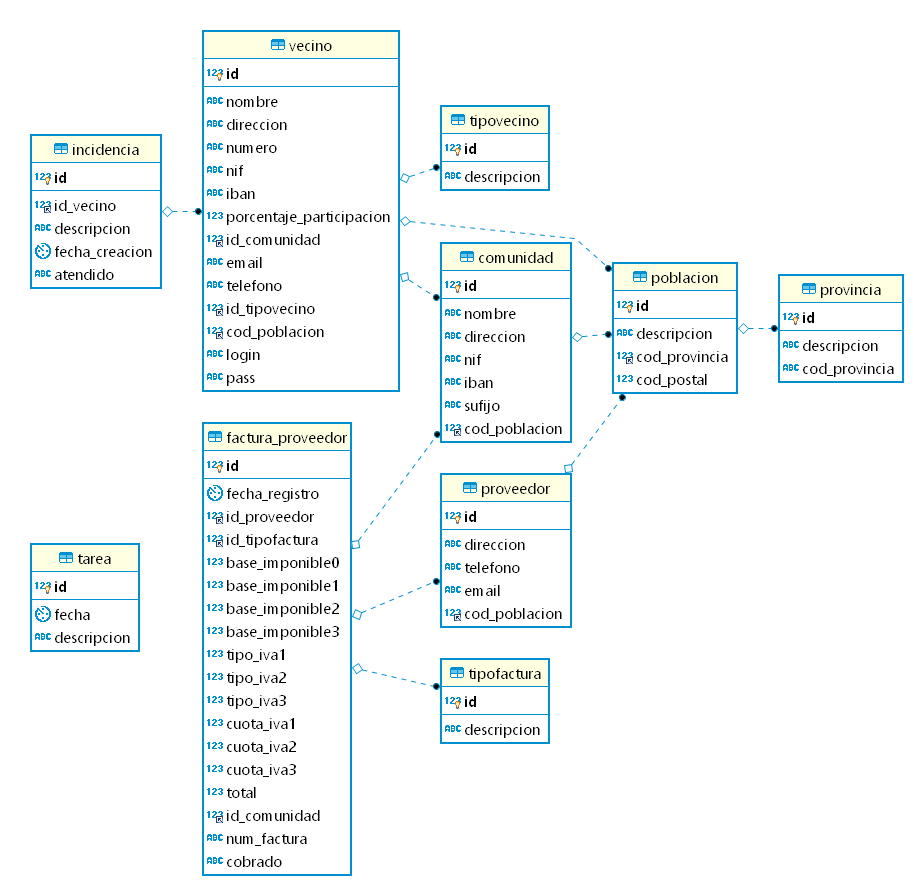 vecino
123 id
ABC nombre
ABC direccion
ABC numero
ABC nif
ABC iban
123 porcentaje_participacion
123 id_comunidad
ABC email
ABC telefono
123 id_tipovecino
123 cod_poblacion
ABC login
ABC pass
incidencia
123 id
123 id_vecino
ABC descripcion
fecha_creacion
ABC atendido
tipovecino
123 id
ABC descripcion
comunidad
123 id
ABC nombre
ABC direccion
ABC nif
ABC iban
ABC sufijo
123 cod_poblacion
poblacion
123 id
ABC descripcion
123 cod_provincia
123 cod_postal
provincia
123 id
ABC descripcion
ABC cod_provincia
factura_proveedor
123 id
fecha_registro
123 id_proveedor
123 id_tipofactura
123 base_imponible0
123 base_imponible1
123 base_imponible2
123 base_imponible3
123 tipo_iva1
123 tipo_iva2
123 tipo_iva3
123 cuota_iva1
123 cuota_iva2
123 cuota_iva3
123 total
123 id_comunidad
ABC num_factura
ABC cobrado
proveedor
123 id
ABC direccion
ABC telefono
ABC email
123 cod_poblacion
tarea
123 id
fecha
ABC descripcion
tipofactura
123 id
ABC descripcion